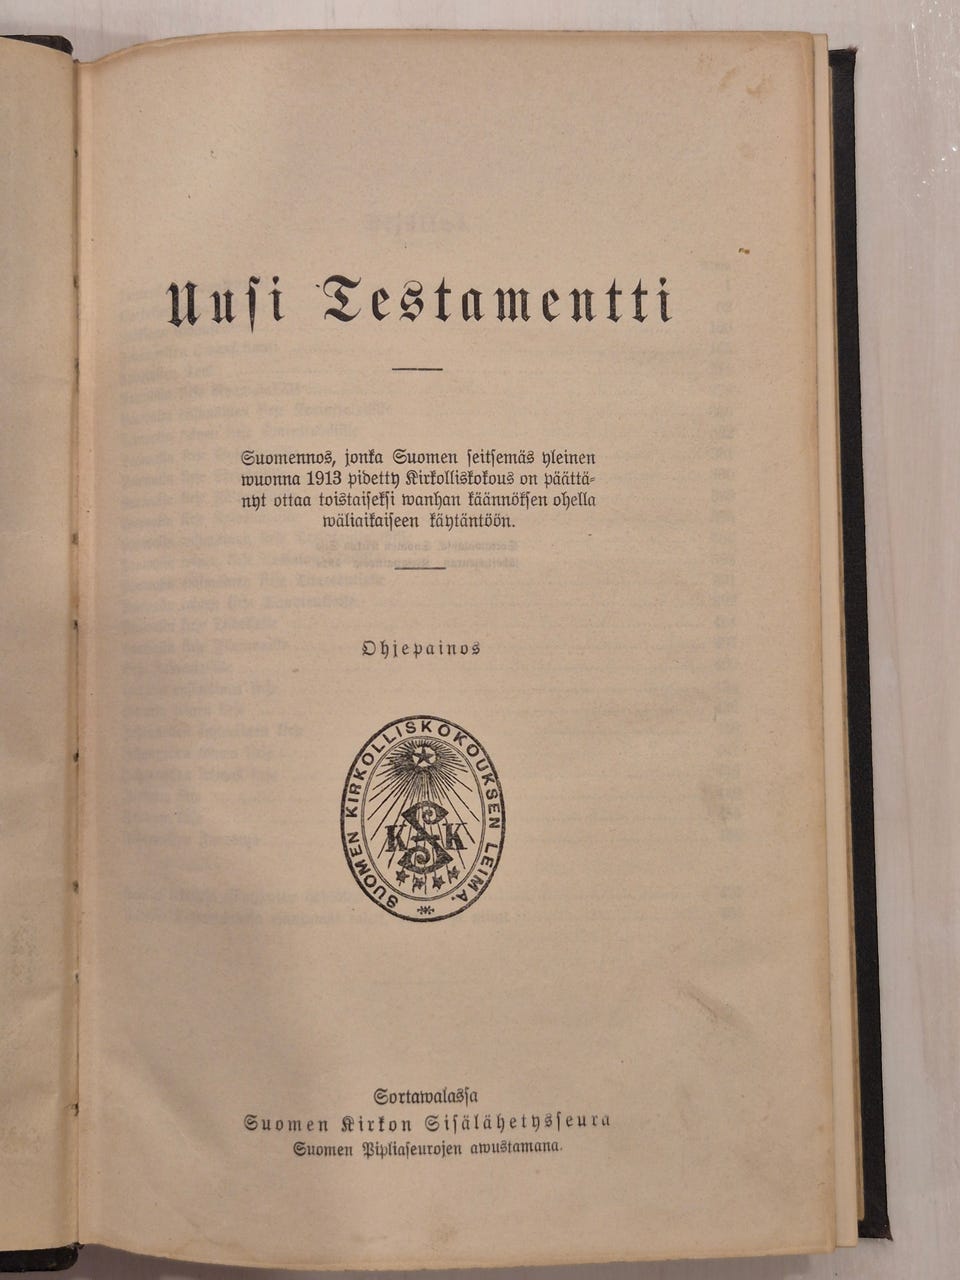 Uusi Testamentti
Suomennos, jonka Suomen seitsemäs yleinen
wuonna 1913 pidetty Kirkolliskokous on päättä-
nyt ottaa toistaiseksi wanhan käännöksen ohella
wäliaikaiseen käytäntöön.
Ohjepainos
SUOMEN KIRKOLLISKOKOUKSEN LEIMA.
KSK
Sortawalassa
Suomen Kirkon Sisälähetysseura
Suomen Pipliaseurojen awustamana.